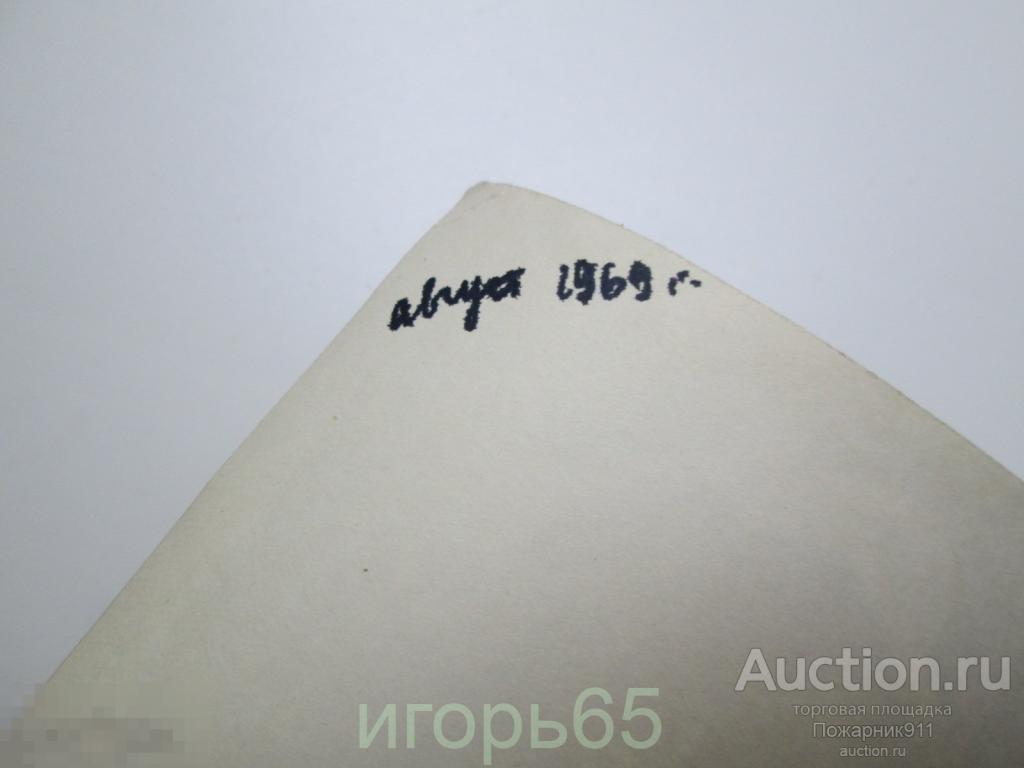 август 1969 г.
Auction.ru
торговая площадка
Пожарник911
auction.ru
игорь65